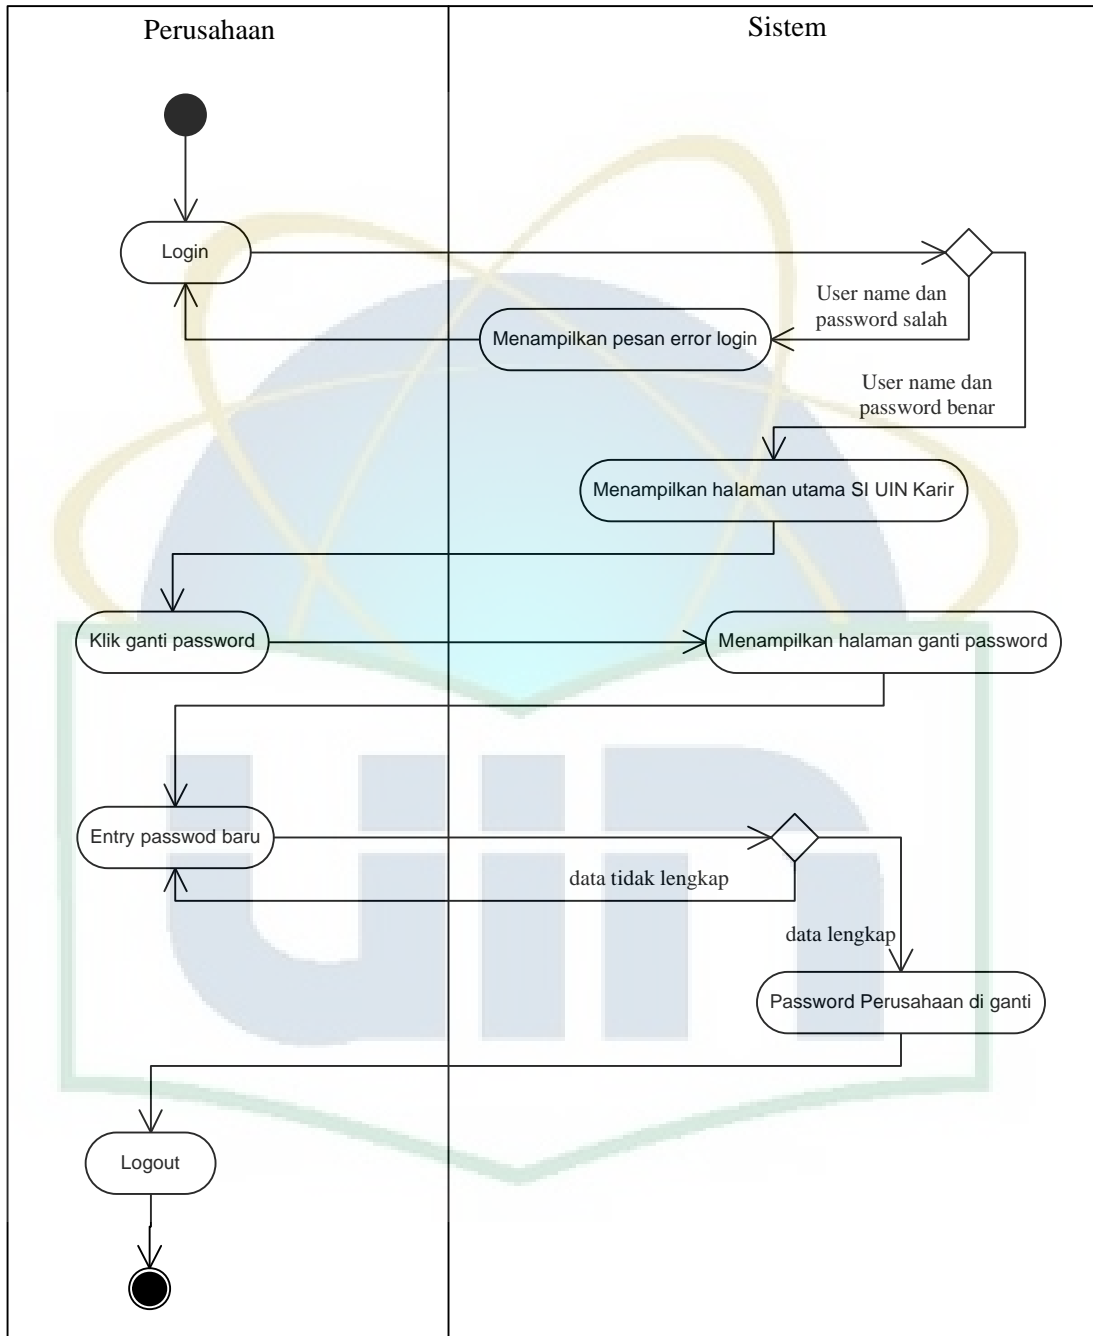 Perusahaan
Sistem
Login
User name dan
password salah
Menampilkan pesan error login
User name dan
password benar
Menampilkan halaman utama SI UIN Karir
Klik ganti password
Menampilkan halaman ganti password
Entry passwod baru
data tidak lengkap
data lengkap
Password Perusahaan di ganti
Logout
uin